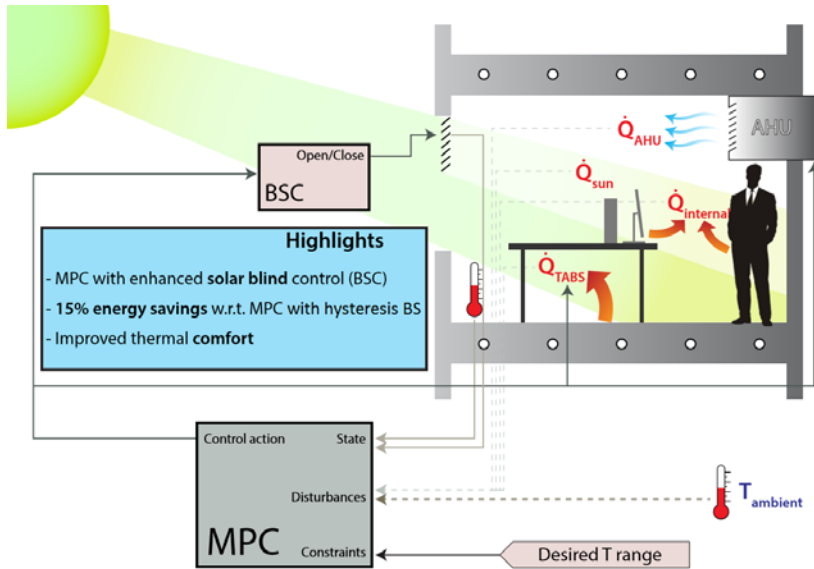 AHU
Q̇AHU
Q̇sun
Q̇internal
Q̇TABS
Open/Close
BSC
Highlights
- MPC with enhanced solar blind control (BSC)
- 15% energy savings w.r.t. MPC with hysteresis BS
- Improved thermal comfort
Control action
State
Disturbances
Constraints
MPC
Tambient
Desired T range